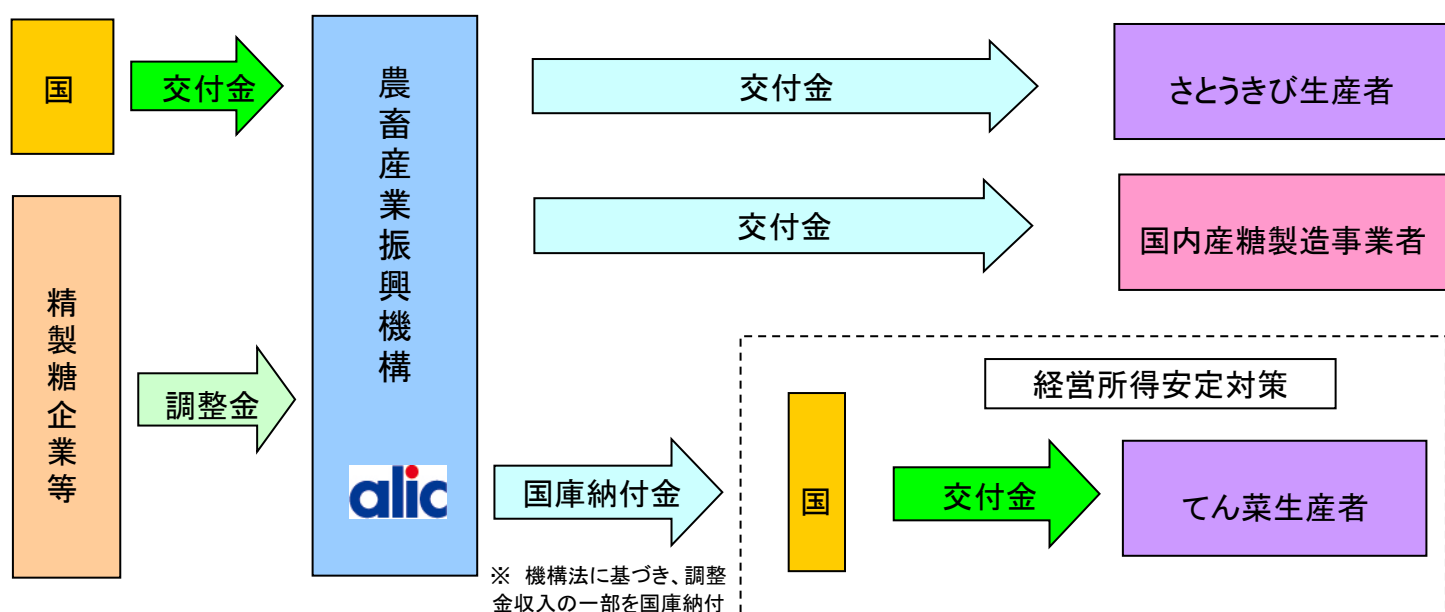 国
交付金
農畜産業振興機構
交付金
さとうきび生産者
交付金
国内産糖製造事業者
精製糖企業等
調整金
alic
国庫納付金
※ 機構法に基づき、調整
金収入の一部を国庫納付
経営所得安定対策
国
交付金
てん菜生産者